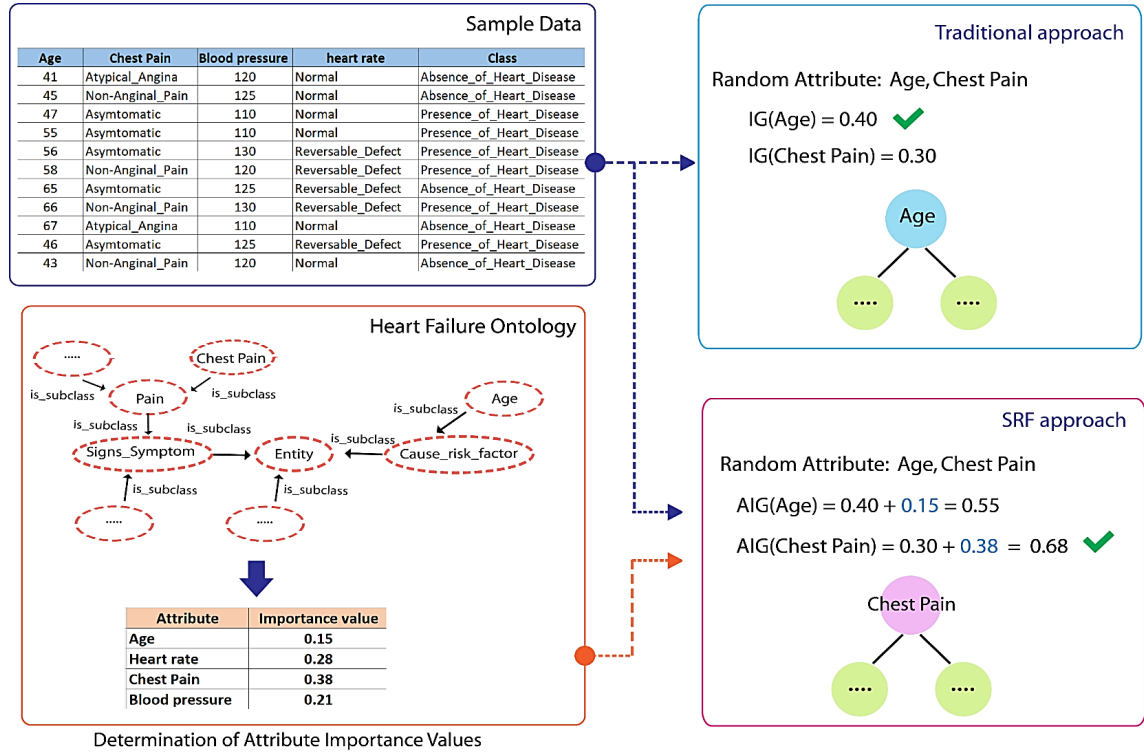 Sample Data
Age Chest Pain Blood pressure heart rate Class
41 Atypical_Angina 120 Normal Absence_of_Heart_Disease
45 Non-Anginal_Pain 125 Normal Absence_of_Heart_Disease
47 Asymtomatic 110 Normal Presence_of_Heart_Disease
55 Asymtomatic 110 Normal Presence_of_Heart_Disease
56 Asymtomatic 130 Reversable_Defect Presence_of_Heart_Disease
58 Non-Anginal_Pain 120 Reversable_Defect Presence_of_Heart_Disease
65 Asymtomatic 125 Reversable_Defect Absence_of_Heart_Disease
66 Non-Anginal_Pain 130 Reversable_Defect Presence_of_Heart_Disease
67 Atypical_Angina 110 Normal Absence_of_Heart_Disease
46 Asymtomatic 125 Reversable_Defect Presence_of_Heart_Disease
43 Non-Anginal_Pain 120 Normal Absence_of_Heart_Disease
Traditional approach
Random Attribute: Age, Chest Pain
IG(Age) = 0.40
IG(Chest Pain) = 0.30
Age
....
....
Heart Failure Ontology
.....
Chest Pain
is_subclass
is_subclass
Pain
Age
is_subclass
is_subclass
is_subclass
is_subclass
Signs_Symptom
Entity
Cause_risk_factor
is_subclass
is_subclass
.....
.....
Attribute Importance value
Age 0.15
Heart rate 0.28
Chest Pain 0.38
Blood pressure 0.21
Determination of Attribute Importance Values
SRF approach
Random Attribute: Age, Chest Pain
AIG(Age) = 0.40 + 0.15 = 0.55
AIG(Chest Pain) = 0.30 + 0.38 = 0.68
Chest Pain
....
....